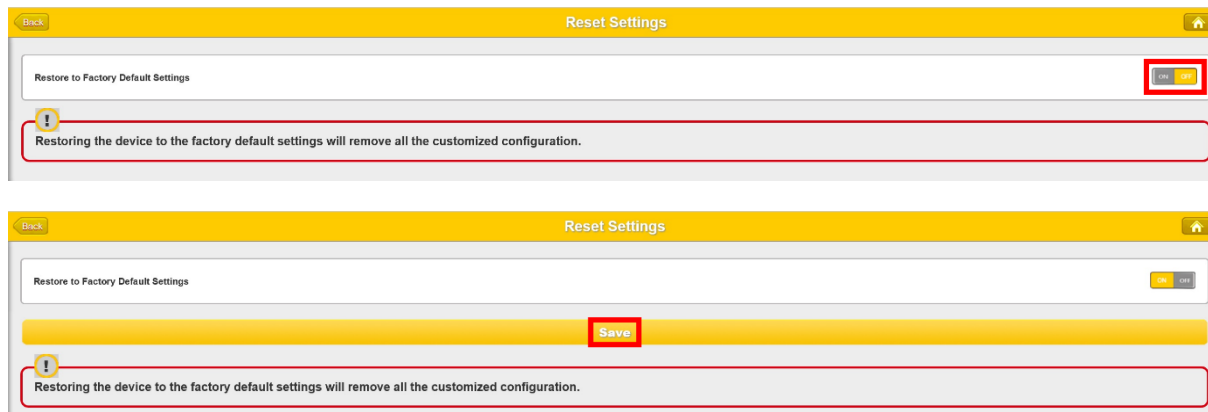 Back
Reset Settings
Restore to Factory Default Settings
ON OFF
!
Restoring the device to the factory default settings will remove all the customized configuration.
Back
Reset Settings
Restore to Factory Default Settings
ON OFF
Save
!
Restoring the device to the factory default settings will remove all the customized configuration.